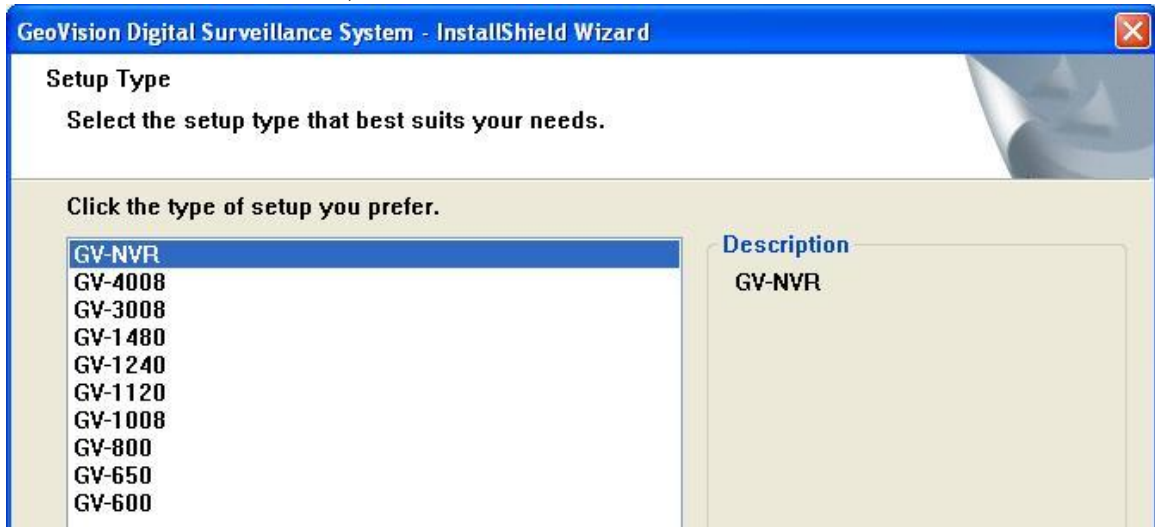 GeoVision Digital Surveillance System - InstallShield Wizard
Setup Type
Select the setup type that best suits your needs.
Click the type of setup you prefer.
GV-NVR
GV-4008
GV-3008
GV-1480
GV-1240
GV-1120
GV-1008
GV-800
GV-650
GV-600
Description
GV-NVR